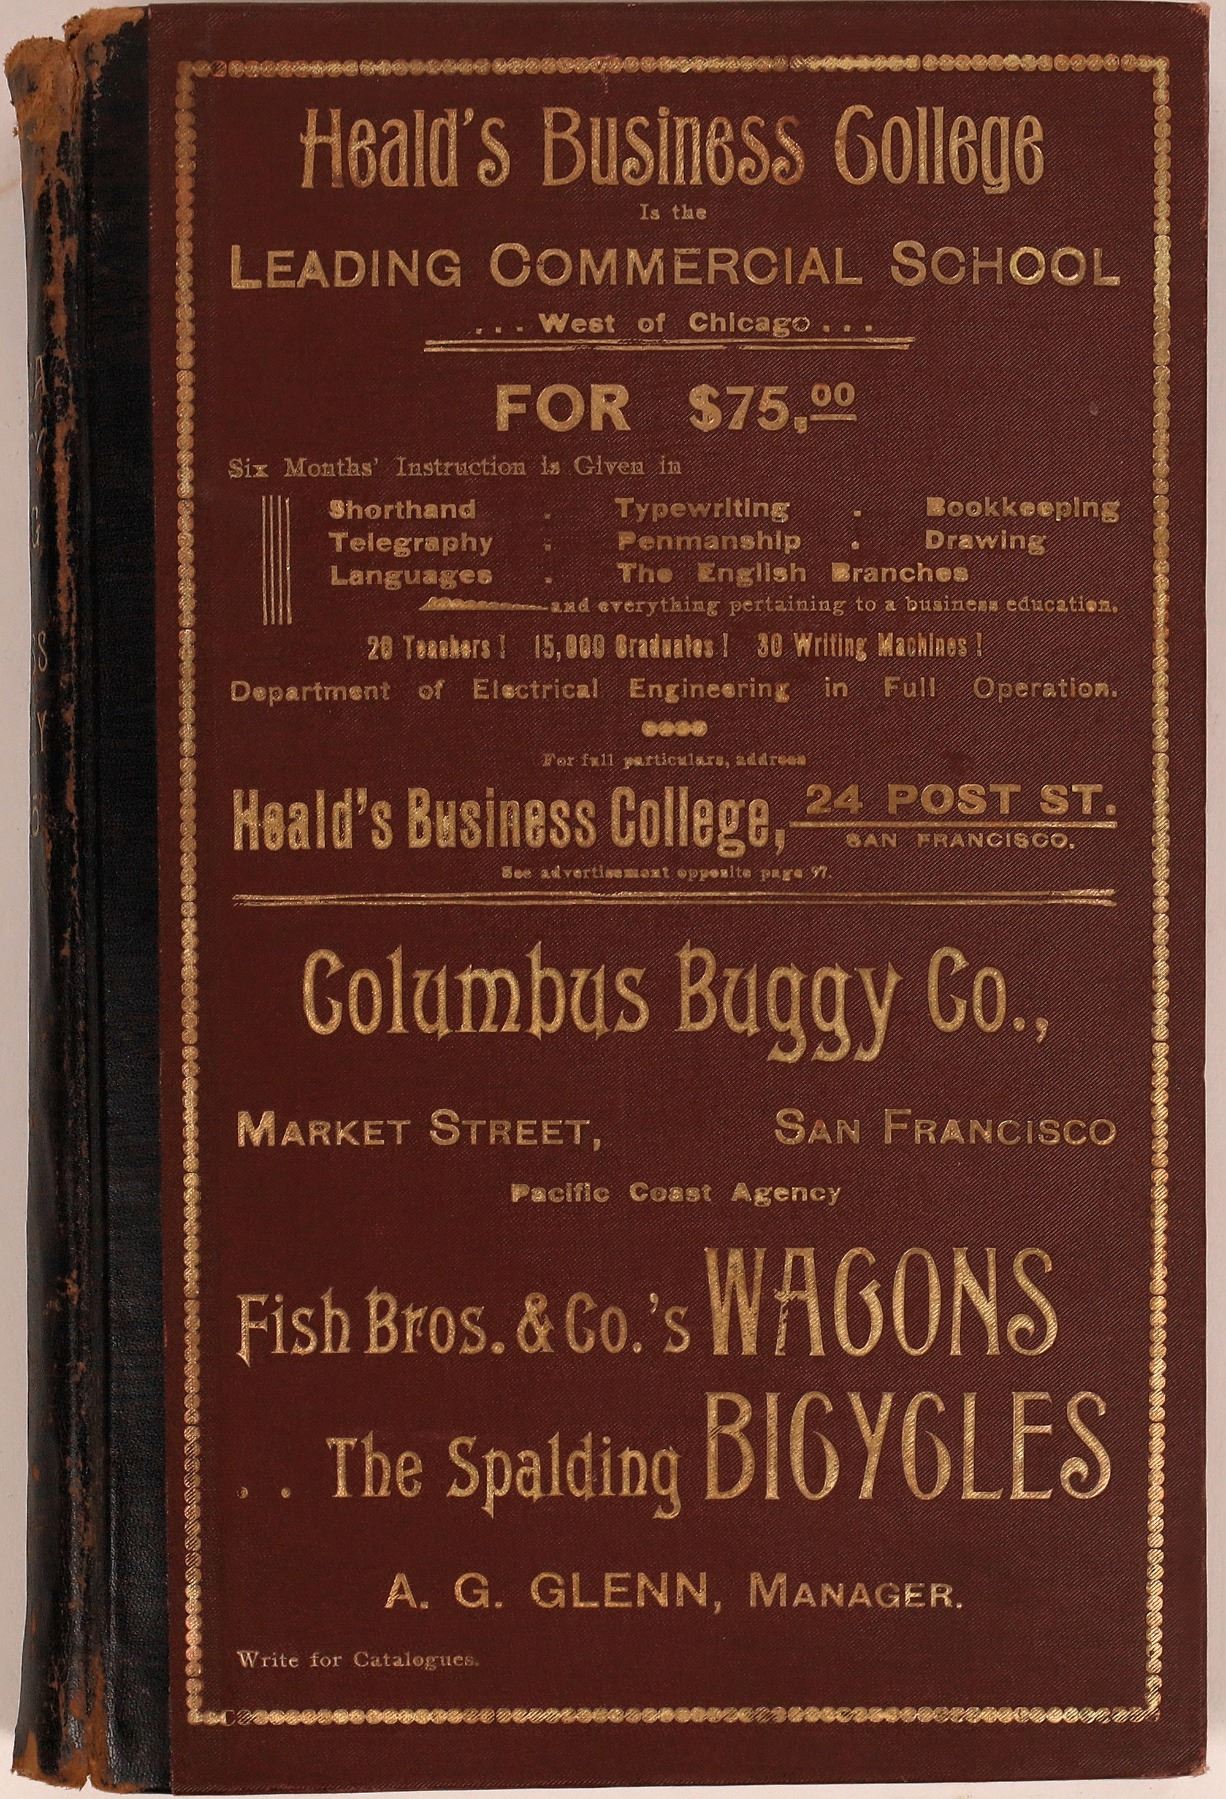 Heald's Business College
Is the
LEADING COMMERCIAL SCHOOL
... West of Chicago ...
FOR $75.00
Six Months' Instruction is Given in
Shorthand . Typewriting . Bookkeeping
Telegraphy . Penmanship . Drawing
Languages . The English Branches
and everything pertaining to a business education.
20 Teachers! 15,000 Graduates! 30 Writing Machines!
Department of Electrical Engineering in Full Operation.
For full particulars, address
Heald's Business College, 24 POST ST.
SAN FRANCISCO.
See advertisement opposite page 97.
Columbus Buggy Co.,
MARKET STREET, SAN FRANCISCO
Pacific Coast Agency
Fish Bros. & Co.'s WAGONS
.. The Spalding BICYCLES
A. G. GLENN, MANAGER.
Write for Catalogues.